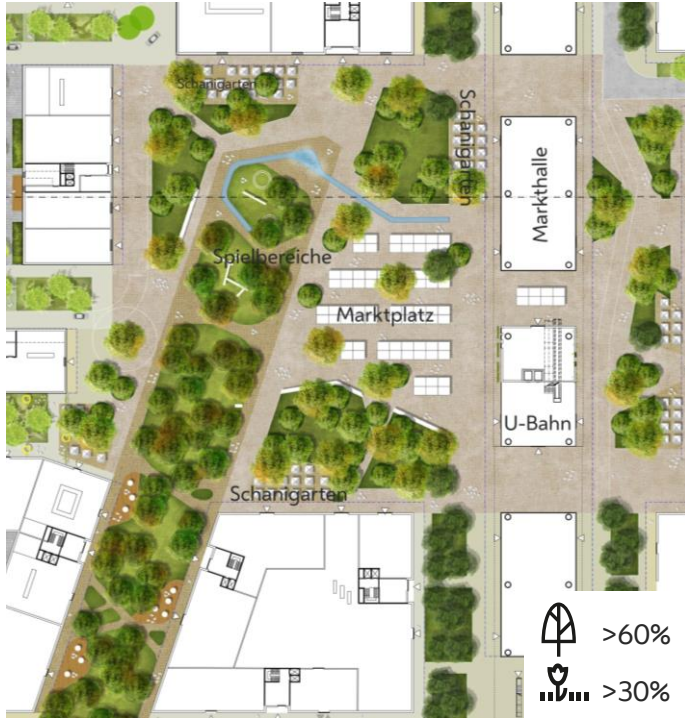 Schanigarten
Schanigarten
Markthalle
Spielbereiche
Marktplatz
U-Bahn
Schanigarten
>60%
>30%